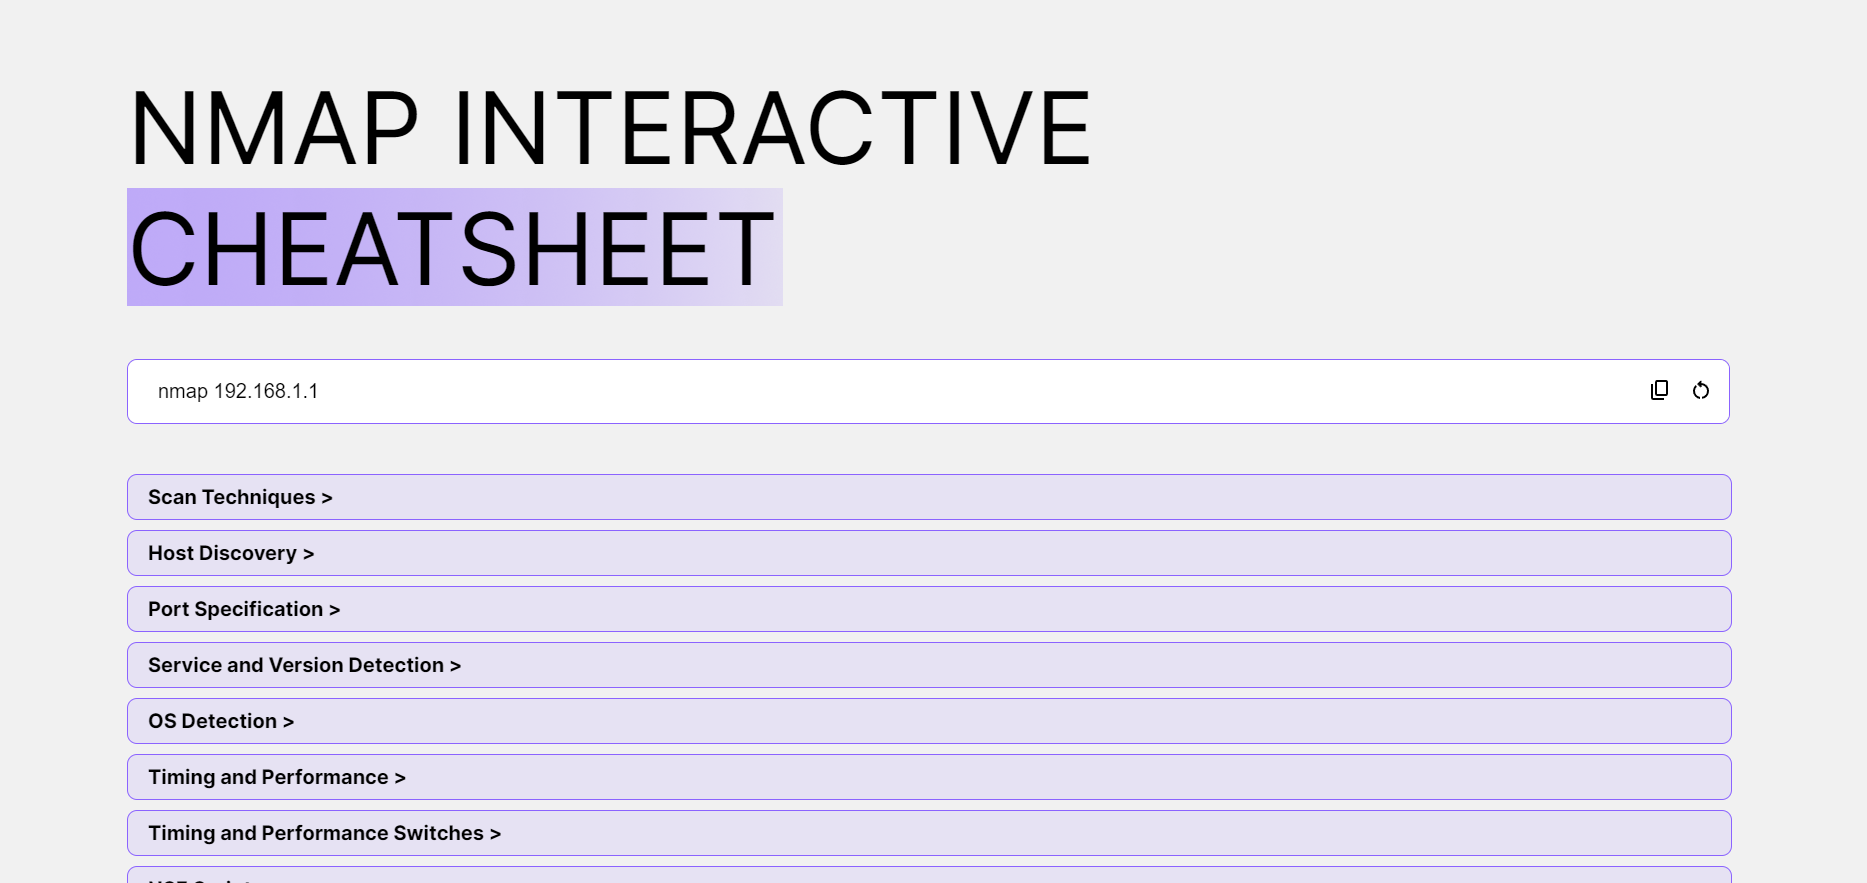 NMAP INTERACTIVE
CHEATSHEET
nmap 192.168.1.1
Scan Techniques >
Host Discovery >
Port Specification >
Service and Version Detection >
OS Detection >
Timing and Performance >
Timing and Performance Switches >